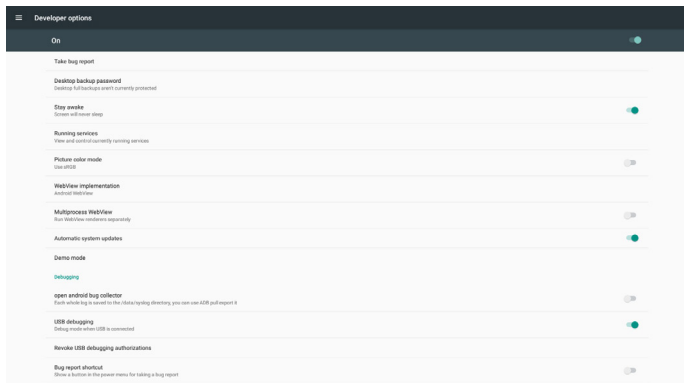 Developer options
On
Take bug report
Desktop backup password
Desktop full backups aren't currently protected
Stay awake
Screen will never sleep
Running services
View and control currently running services
Picture color mode
Use sRGB
WebView implementation
Android WebView
Multiprocess WebView
Run WebView renderers separately
Automatic system updates
Demo mode
Debugging
open android bug collector
Each whole log is saved to the /data/syslog directory, you can use ADB pull export it
USB debugging
Debug mode when USB is connected
Revoke USB debugging authorizations
Bug report shortcut
Show a button in the power menu for taking a bug report